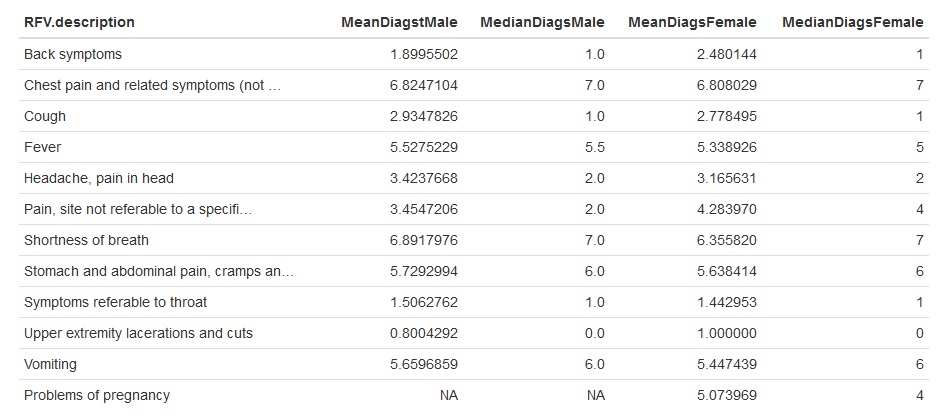 RFV.description MeanDiagstMale MedianDiagsMale MeanDiagsFemale MedianDiagsFemale
Back symptoms 1.8995502 1.0 2.480144 1
Chest pain and related symptoms (not … 6.8247104 7.0 6.808029 7
Cough 2.9347826 1.0 2.778495 1
Fever 5.5275229 5.5 5.338926 5
Headache, pain in head 3.4237668 2.0 3.165631 2
Pain, site not referable to a specifi… 3.4547206 2.0 4.283970 4
Shortness of breath 6.8917976 7.0 6.355820 7
Stomach and abdominal pain, cramps an… 5.7292994 6.0 5.638414 6
Symptoms referable to throat 1.5062762 1.0 1.442953 1
Upper extremity lacerations and cuts 0.8004292 0.0 1.000000 0
Vomiting 5.6596859 6.0 5.447439 6
Problems of pregnancy NA NA 5.073969 4